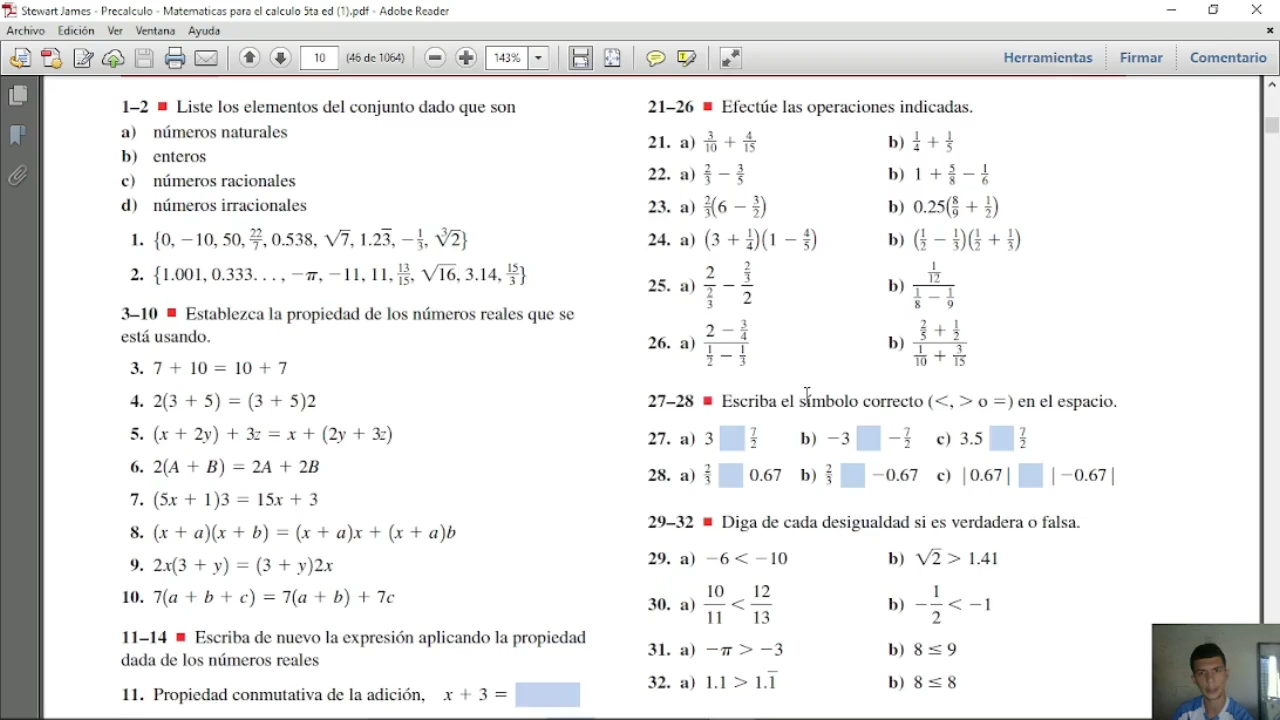 Stewart James - Precalculo - Matematicas para el calculo 5ta ed (1).pdf - Adobe Reader
Archivo Edición Ver Ventana Ayuda
10 (46 de 1064) 143% Herramientas Firmar Comentario
1–2 ■ Liste los elementos del conjunto dado que son
a) números naturales
b) enteros
c) números racionales
d) números irracionales
1. {0, −10, 50, 22/7, 0.538, √7, 1.23̅, −1/3, ∛2}
2. {1.001, 0.333. . . , −π, −11, 11, 13/15, √16, 3.14, 15/3}
3–10 ■ Establezca la propiedad de los números reales que se
está usando.
3. 7 + 10 = 10 + 7
4. 2(3 + 5) = (3 + 5)2
5. (x + 2y) + 3z = x + (2y + 3z)
6. 2(A + B) = 2A + 2B
7. (5x + 1)3 = 15x + 3
8. (x + a)(x + b) = (x + a)x + (x + a)b
9. 2x(3 + y) = (3 + y)2x
10. 7(a + b + c) = 7(a + b) + 7c
11–14 ■ Escriba de nuevo la expresión aplicando la propiedad
dada de los números reales
11. Propiedad conmutativa de la adición, x + 3 =
21–26 ■ Efectúe las operaciones indicadas.
21. a) 3/10 + 4/15 b) 1/4 + 1/5
22. a) 2/3 − 3/5 b) 1 + 5/8 − 1/6
23. a) 2/3(6 − 3/2) b) 0.25(8/9 + 1/2)
24. a) (3 + 1/4)(1 − 4/5) b) (1/2 − 1/3)(1/2 + 1/3)
25. a) 2/(2/3) − (2/3)/2 b) (1/12)/(1/8 − 1/9)
26. a) (2 − 3/4)/(1/2 − 1/3) b) (2/5 + 1/2)/(1/10 + 3/15)
27–28 ■ Escriba el símbolo correcto (<, > o =) en el espacio.
27. a) 3 7/2 b) −3 −7/2 c) 3.5 7/2
28. a) 2/3 0.67 b) 2/3 −0.67 c) | 0.67 | | −0.67 |
29–32 ■ Diga de cada desigualdad si es verdadera o falsa.
29. a) −6 < −10 b) √2 > 1.41
30. a) 10/11 < 12/13 b) −1/2 < −1
31. a) −π > −3 b) 8 ≤ 9
32. a) 1.1 > 1.1̅ b) 8 ≤ 8